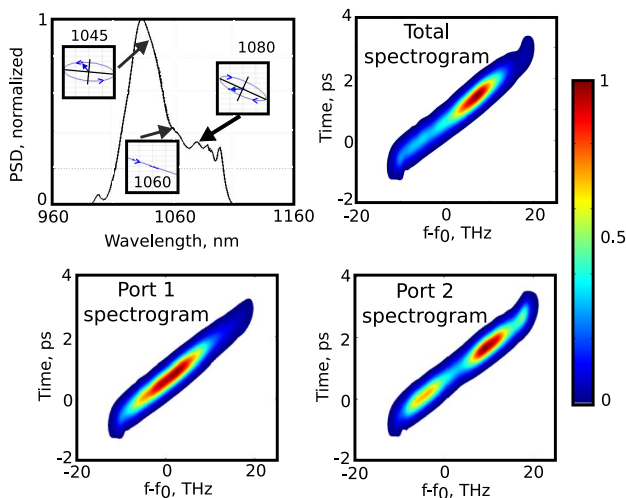 1
1045
1080
1060
0
960
1060
1160
Wavelength, nm
PSD, normalized
Total
spectrogram
4
2
0
-2
-20
0
20
f-f0, THz
Time, ps
1
0.5
0
Port 1
spectrogram
4
2
0
-2
-20
0
20
f-f0, THz
Time, ps
Port 2
spectrogram
4
2
0
-2
-20
0
20
f-f0, THz
Time, ps